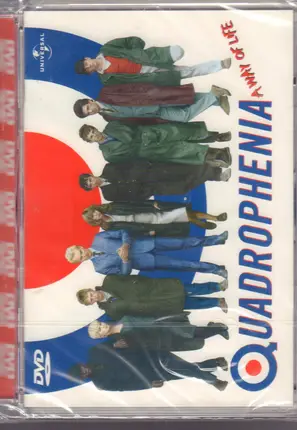 UNIVERSAL
A WAY OF LIFE
QUADROPHENIA
DVD